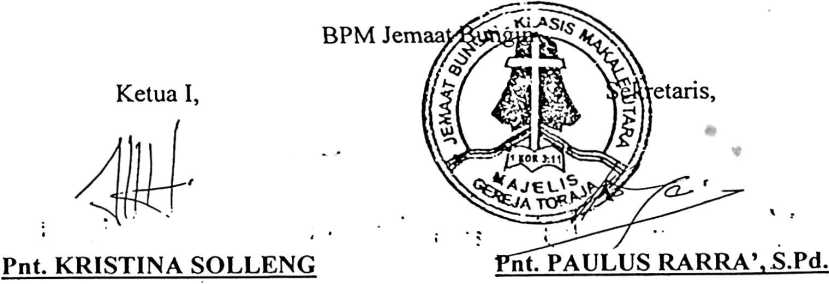 BPM Jemaat Bungin
Ketua I,
Sekretaris,
JEMAAT BUNGIN KLASIS MAKALE UTARA
1 KOR 3:11
MAJELIS
GEREJA TORAJA
Pnt. KRISTINA SOLLENG
Pnt. PAULUS RARRA', S.Pd.